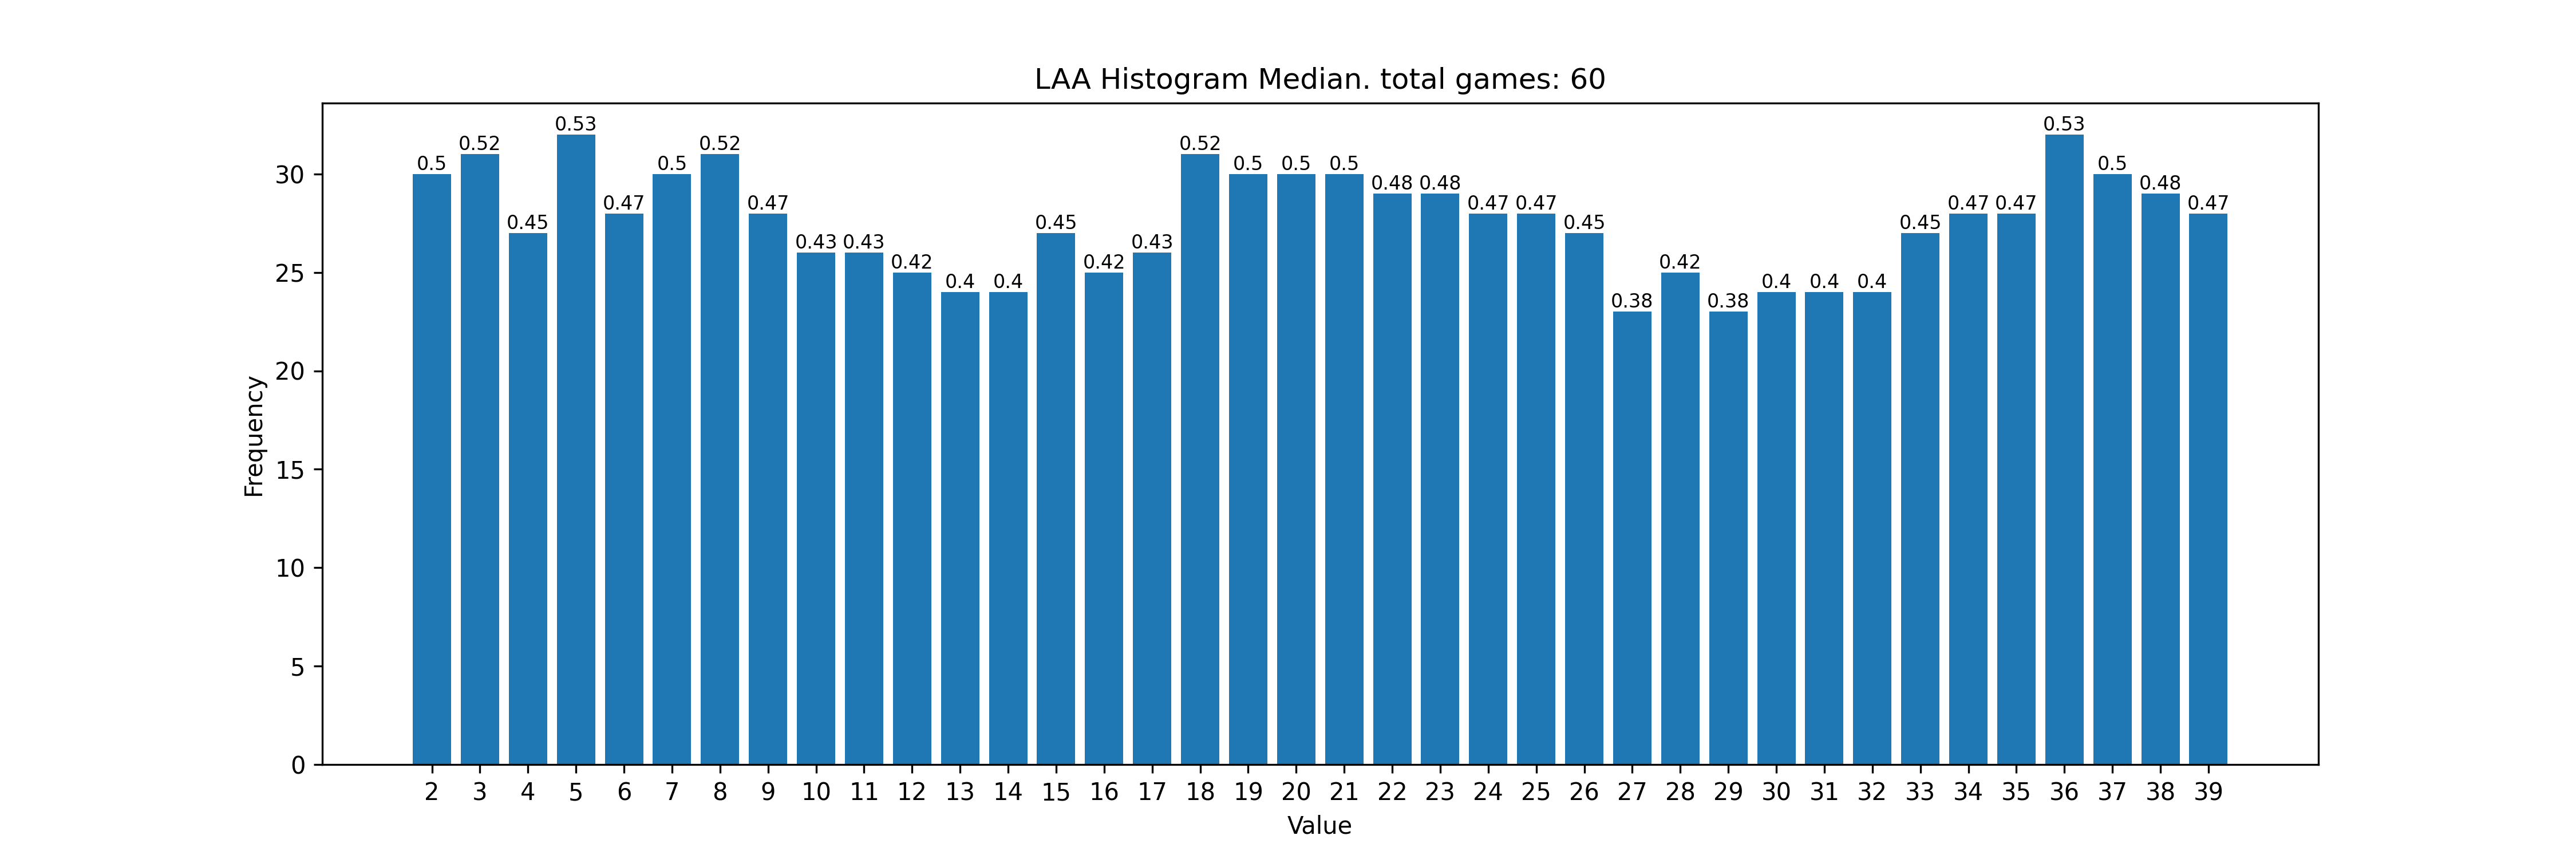 LAA Histogram Median. total games: 60
0.5 0.52 0.45 0.53 0.47 0.5 0.52 0.47 0.43 0.43 0.42 0.4 0.4 0.45 0.42 0.43 0.52 0.5 0.5 0.5 0.48 0.48 0.47 0.47 0.45 0.38 0.42 0.38 0.4 0.4 0.4 0.45 0.47 0.47 0.53 0.5 0.48 0.47
30
25
20
15
10
5
0
Frequency
2 3 4 5 6 7 8 9 10 11 12 13 14 15 16 17 18 19 20 21 22 23 24 25 26 27 28 29 30 31 32 33 34 35 36 37 38 39
Value